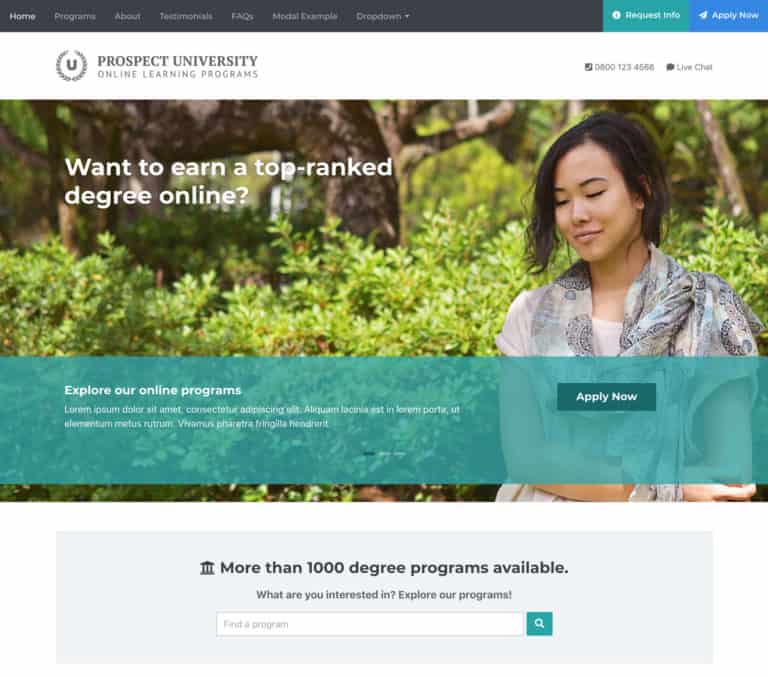 Home Programs About Testimonials FAQs Modal Example Dropdown Request Info Apply Now
PROSPECT UNIVERSITY
ONLINE LEARNING PROGRAMS
0800 123 4568 Live Chat
Want to earn a top-ranked
degree online?
Explore our online programs
Apply Now
Lorem ipsum dolor sit amet, consectetur adipiscing elit. Aliquam lacinia est in lorem porta, ut
elementum metus rutrum. Vivamus pharetra fringilla hendrerit.
More than 1000 degree programs available.
What are you interested in? Explore our programs!
Find a program